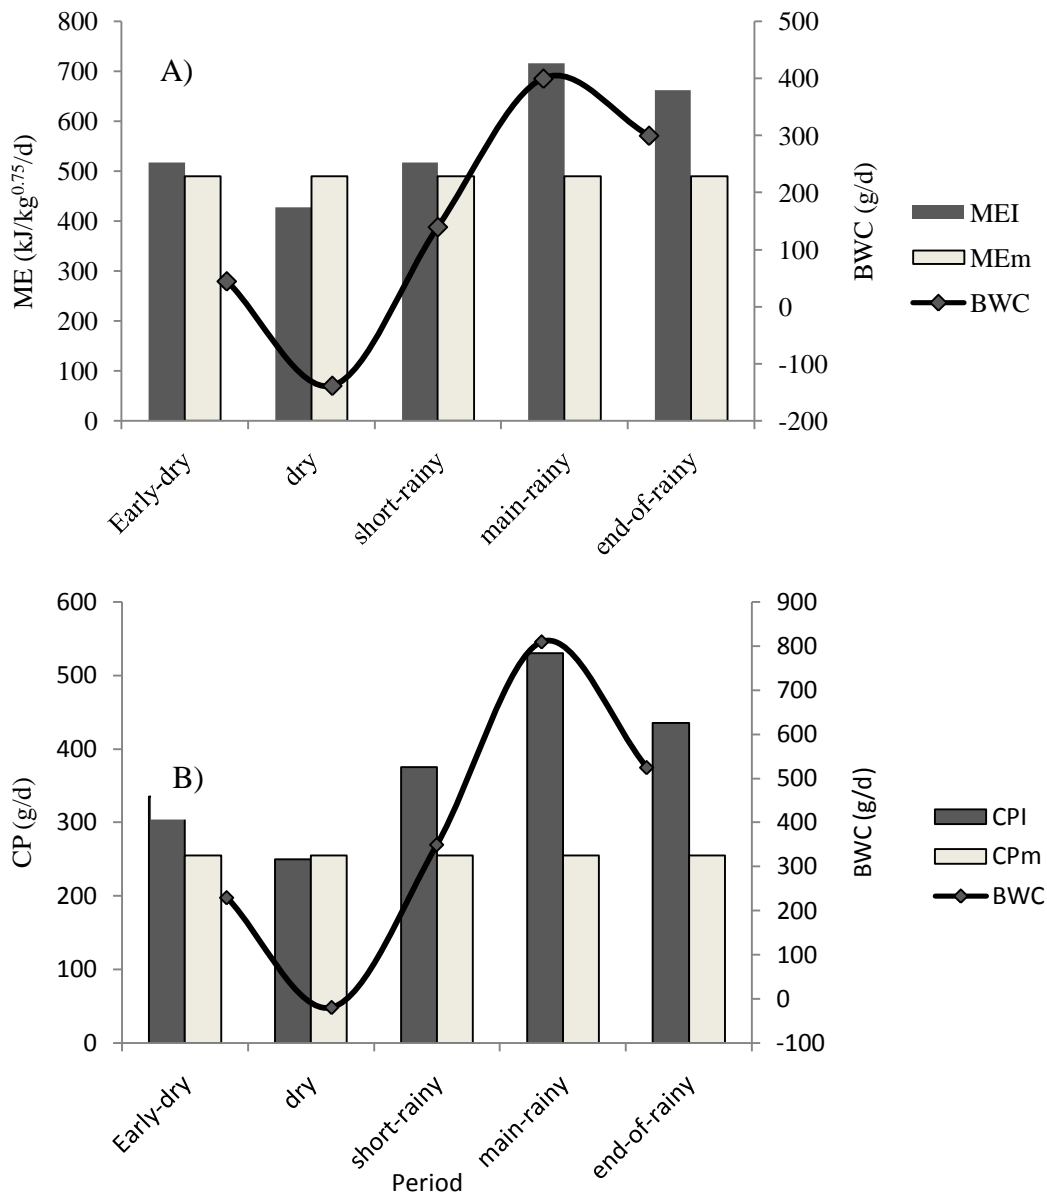 A)
ME (kJ/kg0.75/d)
800
700
600
500
400
300
200
100
0
500
400
300
200
100
0
-100
-200
BWC (g/d)
MEI
MEm
BWC
Early-dry
dry
short-rainy
main-rainy
end-of-rainy
B)
CP (g/d)
600
500
400
300
200
100
0
900
800
700
600
500
400
300
200
100
0
-100
BWC (g/d)
CPI
CPm
BWC
Early-dry
dry
short-rainy
main-rainy
end-of-rainy
Period